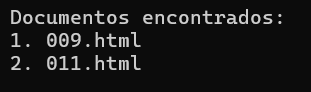 Documentos encontrados:
1. 009.html
2. 011.html